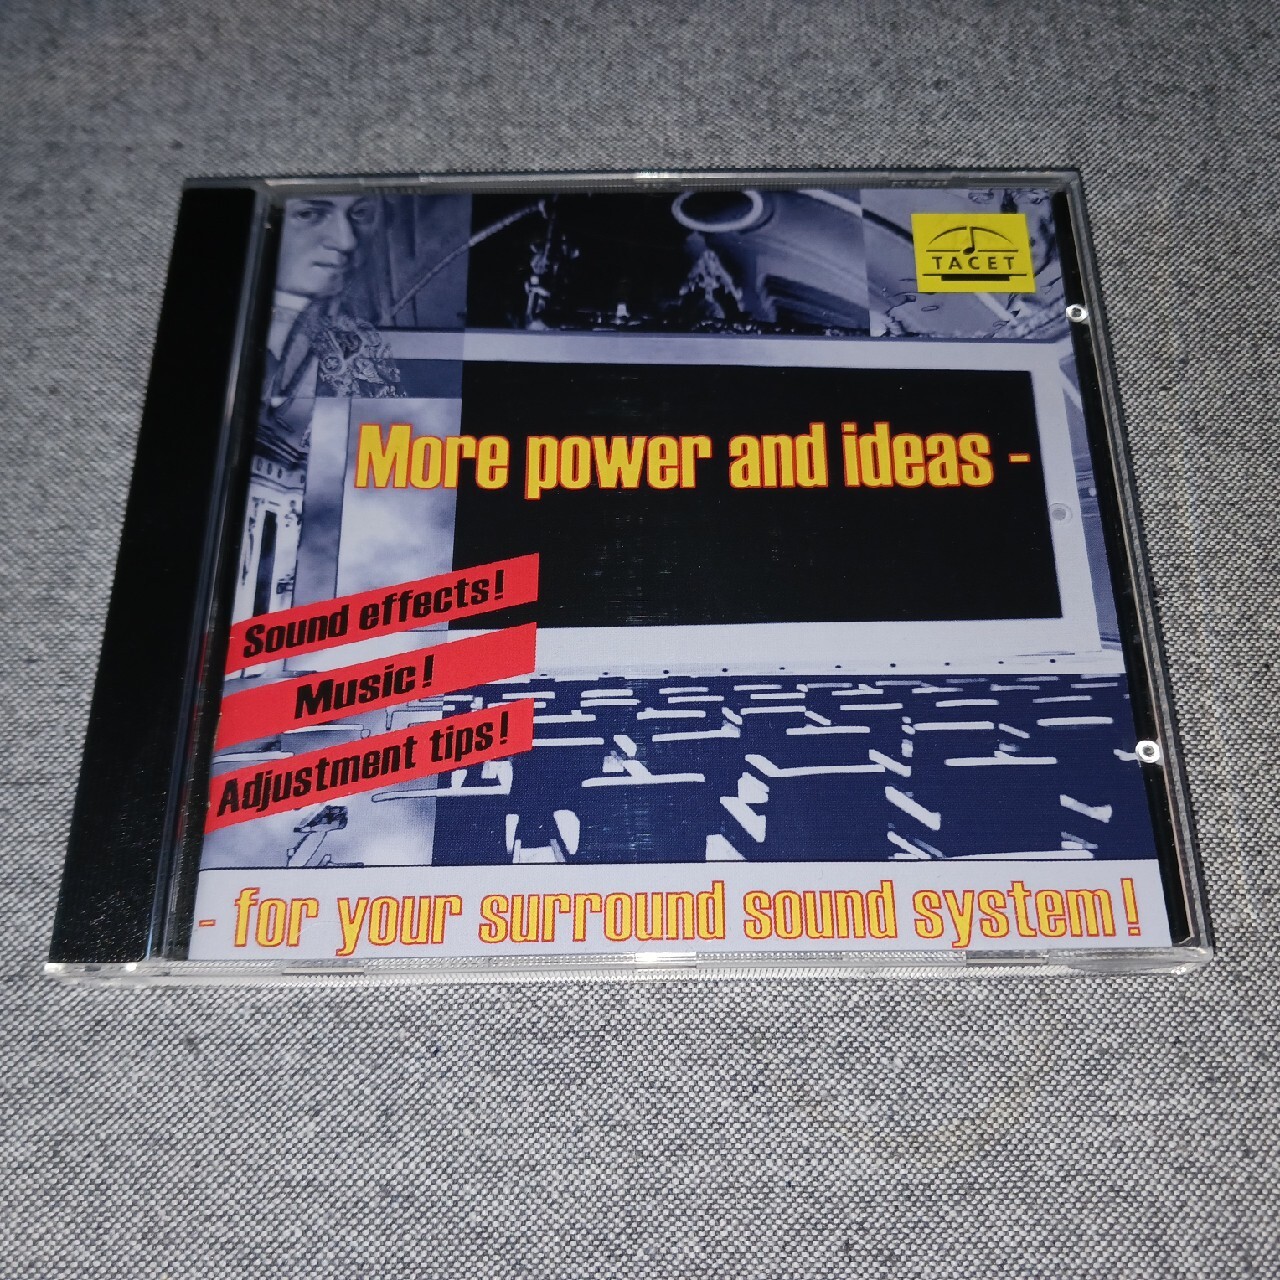 TACET
More power and ideas -
Sound effects!
Music!
Adjustment tips!
- for your surround sound system!